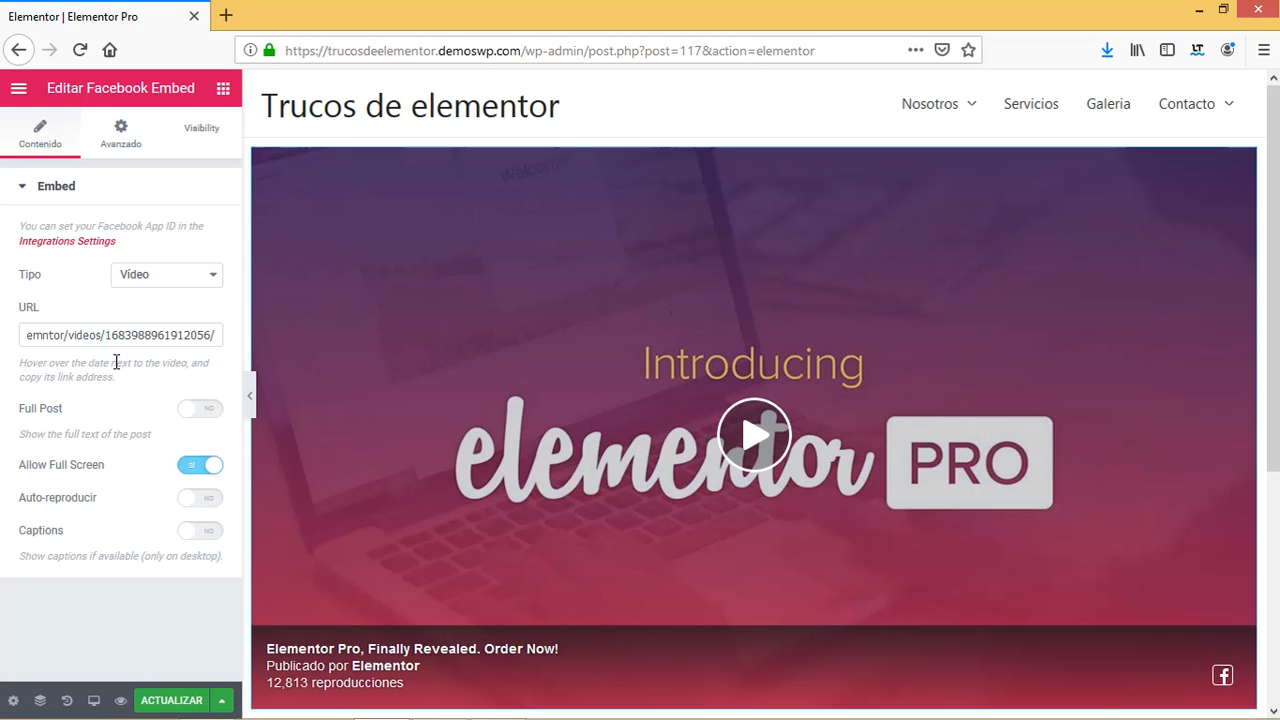 Elementor | Elementor Pro
https://trucosdeelementor.demoswp.com/wp-admin/post.php?post=117&action=elementor
Editar Facebook Embed
Contenido
Avanzado
Visibility
Embed
You can set your Facebook App ID in the
Integrations Settings
Tipo
Vídeo
URL
emntor/videos/1683988961912056/
Hover over the date next to the video, and
copy its link address.
Full Post
NO
Show the full text of the post
Allow Full Screen
SI
Auto-reproducir
NO
Captions
NO
Show captions if available (only on desktop).
ACTUALIZAR
Trucos de elementor
Nosotros
Servicios
Galeria
Contacto
Welcome
Introducing
elementor PRO
Elementor Pro, Finally Revealed. Order Now!
Publicado por Elementor
12,813 reproducciones